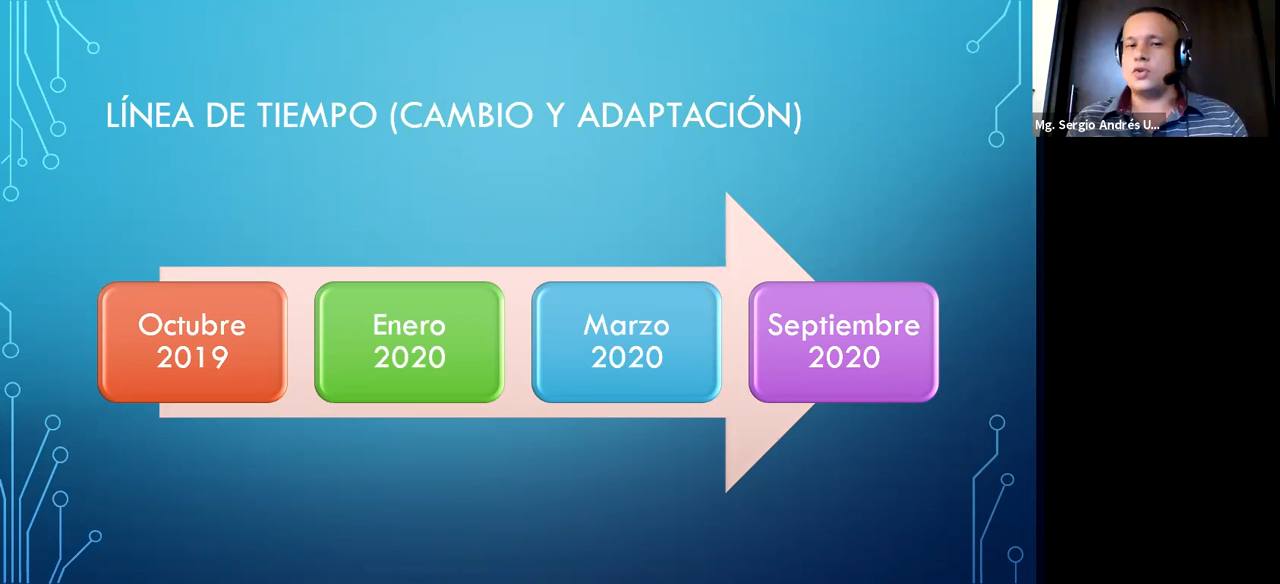 LÍNEA DE TIEMPO (CAMBIO Y ADAPTACIÓN)
Octubre
2019
Enero
2020
Marzo
2020
Septiembre
2020
Mg. Sergio Andrés U...